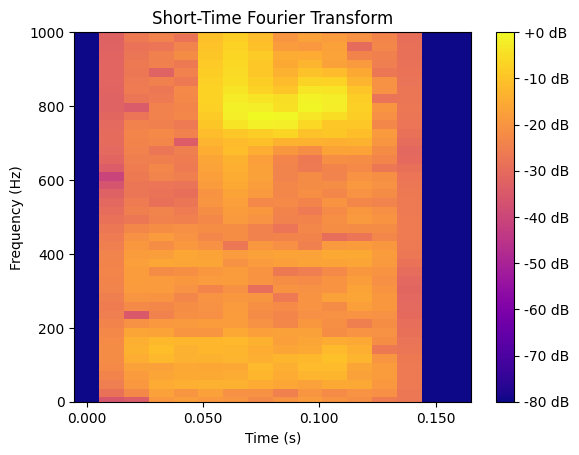 Short-Time Fourier Transform
Frequency (Hz)
1000
800
600
400
200
0
0.000
0.050
0.100
0.150
Time (s)
+0 dB
-10 dB
-20 dB
-30 dB
-40 dB
-50 dB
-60 dB
-70 dB
-80 dB